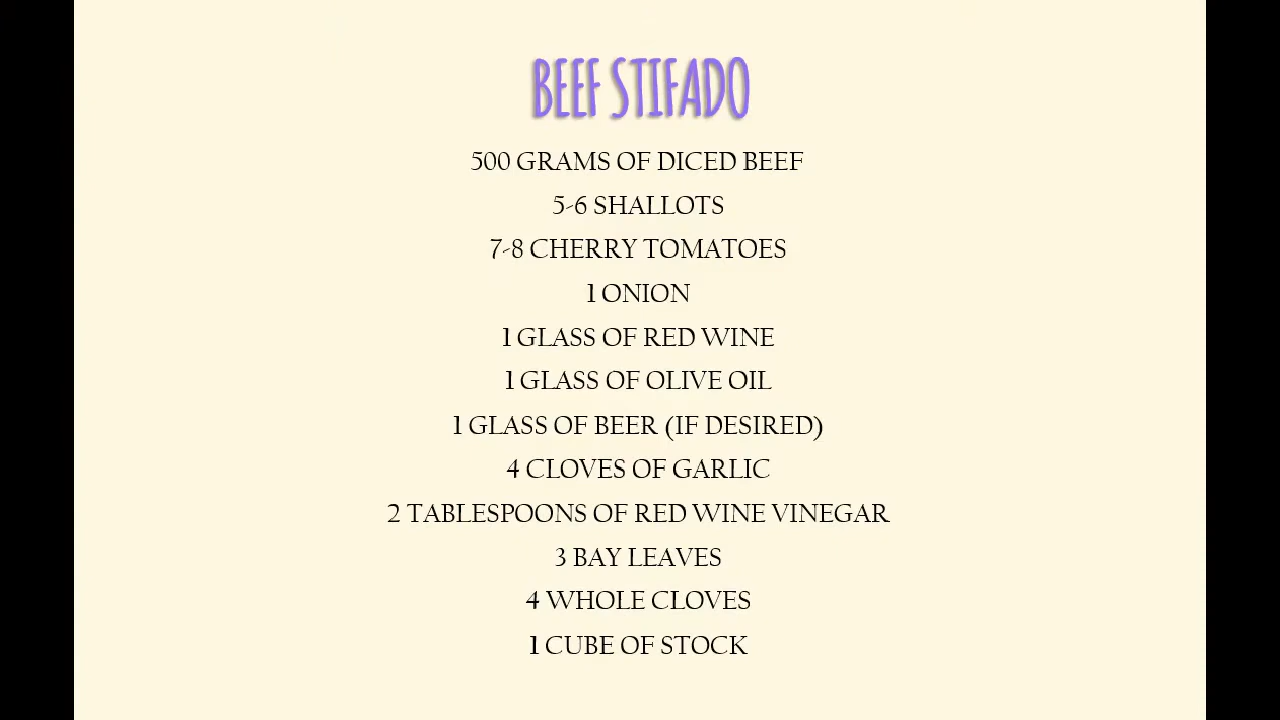 BEEF STIFADO
500 GRAMS OF DICED BEEF
5-6 SHALLOTS
7-8 CHERRY TOMATOES
1 ONION
1 GLASS OF RED WINE
1 GLASS OF OLIVE OIL
1 GLASS OF BEER (IF DESIRED)
4 CLOVES OF GARLIC
2 TABLESPOONS OF RED WINE VINEGAR
3 BAY LEAVES
4 WHOLE CLOVES
1 CUBE OF STOCK